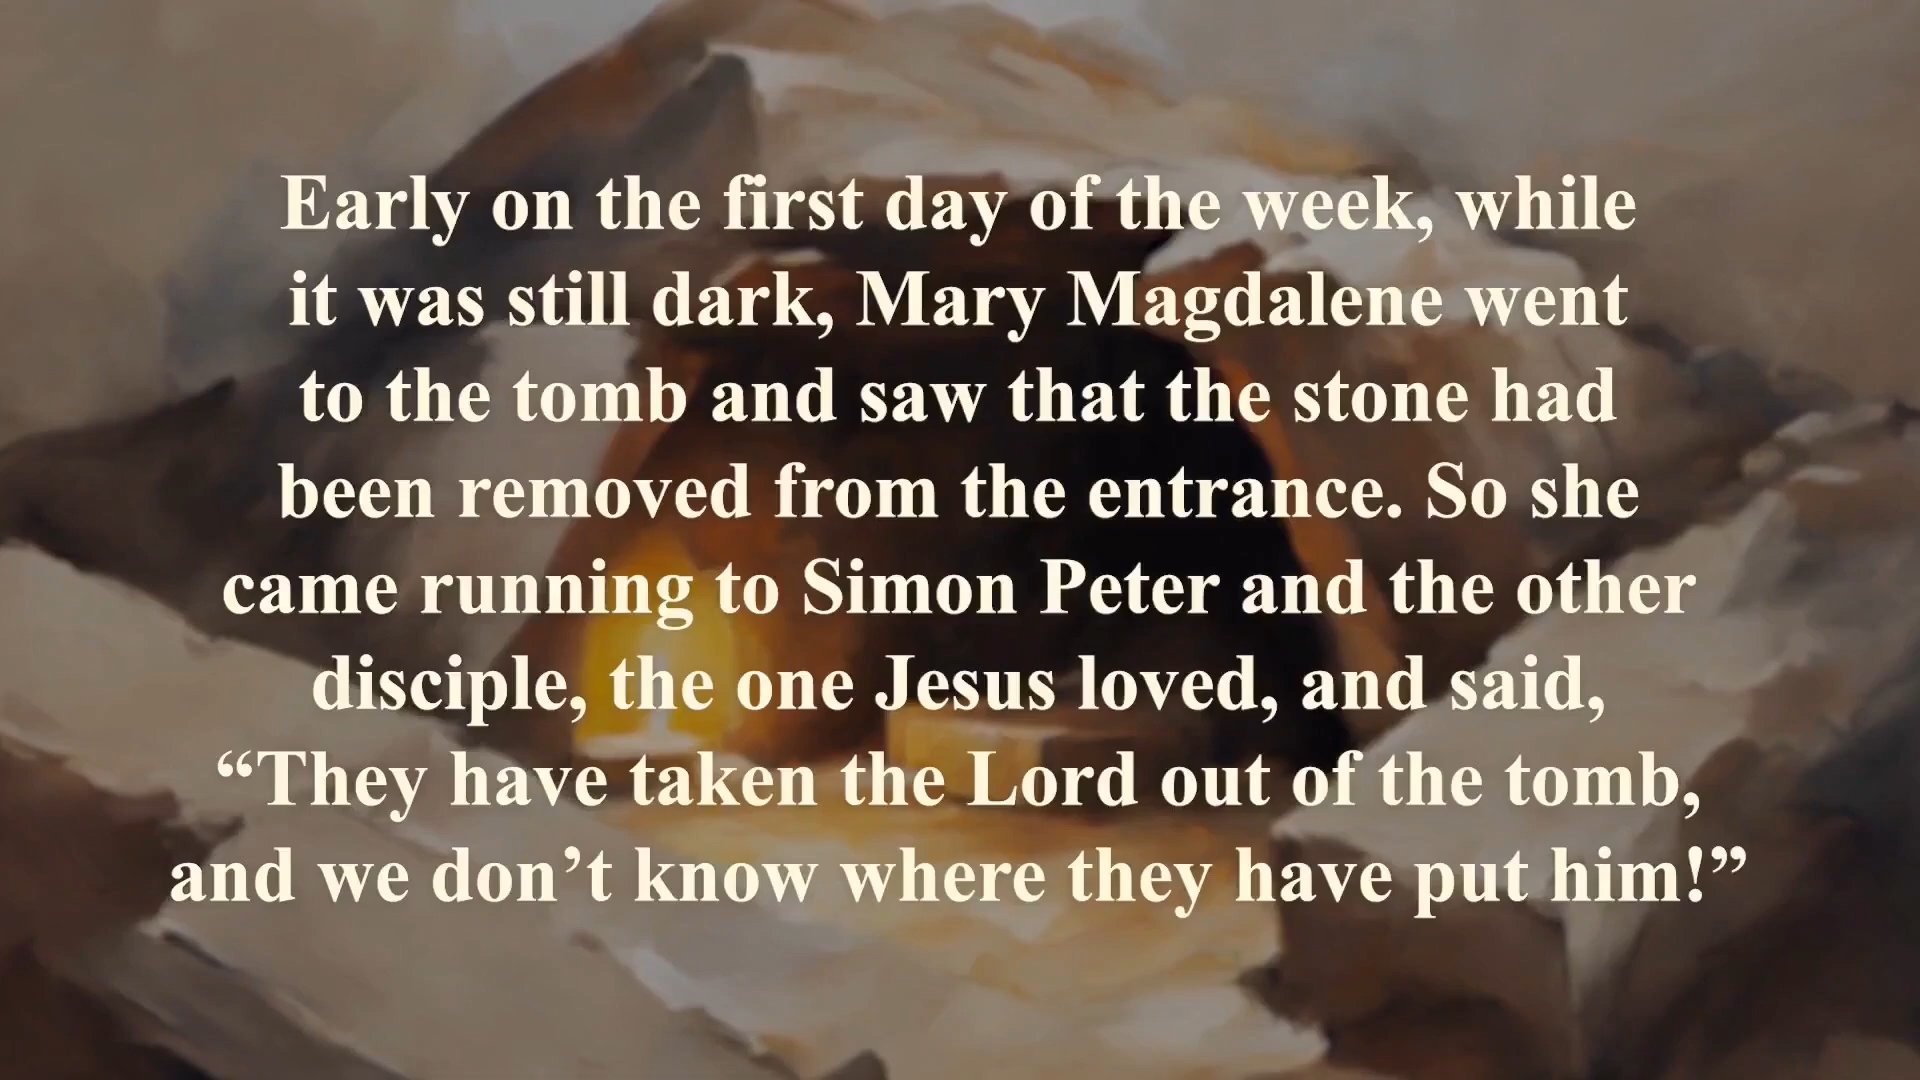 Early on the first day of the week, while
it was still dark, Mary Magdalene went
to the tomb and saw that the stone had
been removed from the entrance. So she
came running to Simon Peter and the other
disciple, the one Jesus loved, and said,
“They have taken the Lord out of the tomb,
and we don’t know where they have put him!”